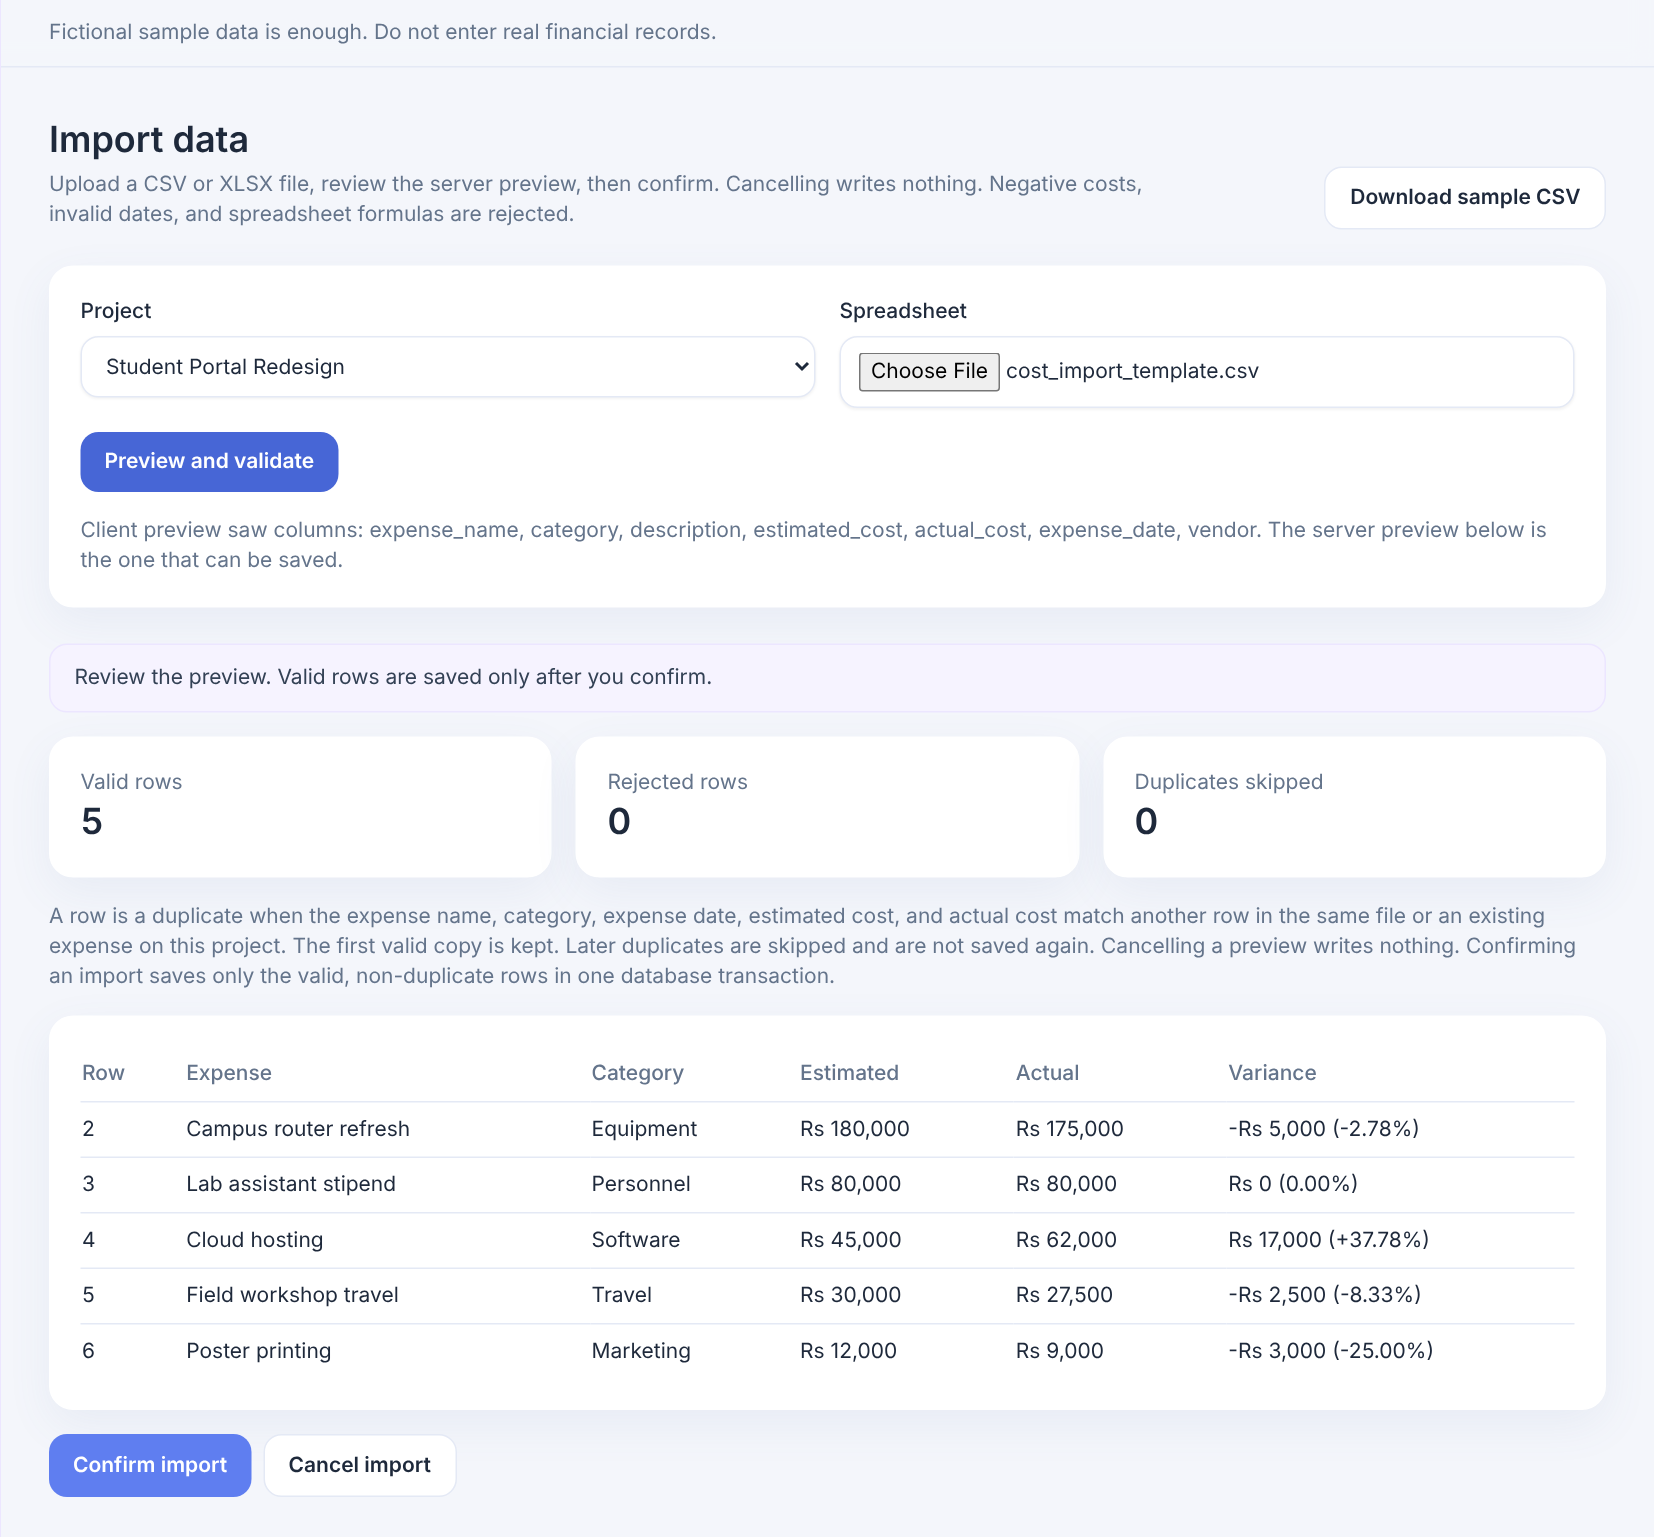 Fictional sample data is enough. Do not enter real financial records.
Import data
Upload a CSV or XLSX file, review the server preview, then confirm. Cancelling writes nothing. Negative costs,
invalid dates, and spreadsheet formulas are rejected.
Download sample CSV
Project
Spreadsheet
Student Portal Redesign
Choose File cost_import_template.csv
Preview and validate
Client preview saw columns: expense_name, category, description, estimated_cost, actual_cost, expense_date, vendor. The server preview below is
the one that can be saved.
Review the preview. Valid rows are saved only after you confirm.
Valid rows
5
Rejected rows
0
Duplicates skipped
0
A row is a duplicate when the expense name, category, expense date, estimated cost, and actual cost match another row in the same file or an existing
expense on this project. The first valid copy is kept. Later duplicates are skipped and are not saved again. Cancelling a preview writes nothing. Confirming
an import saves only the valid, non-duplicate rows in one database transaction.
Row Expense Category Estimated Actual Variance
2 Campus router refresh Equipment Rs 180,000 Rs 175,000 -Rs 5,000 (-2.78%)
3 Lab assistant stipend Personnel Rs 80,000 Rs 80,000 Rs 0 (0.00%)
4 Cloud hosting Software Rs 45,000 Rs 62,000 Rs 17,000 (+37.78%)
5 Field workshop travel Travel Rs 30,000 Rs 27,500 -Rs 2,500 (-8.33%)
6 Poster printing Marketing Rs 12,000 Rs 9,000 -Rs 3,000 (-25.00%)
Confirm import Cancel import